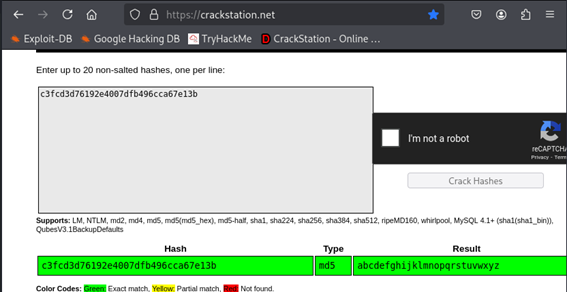 https://crackstation.net
Exploit-DB Google Hacking DB TryHackMe CrackStation - Online ...
Enter up to 20 non-salted hashes, one per line:
c3fcd3d76192e4007dfb496cca67e13b
I'm not a robot
reCAPTCHA
Privacy - Terms
Crack Hashes
Supports: LM, NTLM, md2, md4, md5, md5(md5_hex), md5-half, sha1, sha224, sha256, sha384, sha512, ripeMD160, whirlpool, MySQL 4.1+ (sha1(sha1_bin)),
QubesV3.1BackupDefaults
Hash Type Result
c3fcd3d76192e4007dfb496cca67e13b md5 abcdefghijklmnopqrstuvwxyz
Color Codes: Green: Exact match, Yellow: Partial match, Red: Not found.